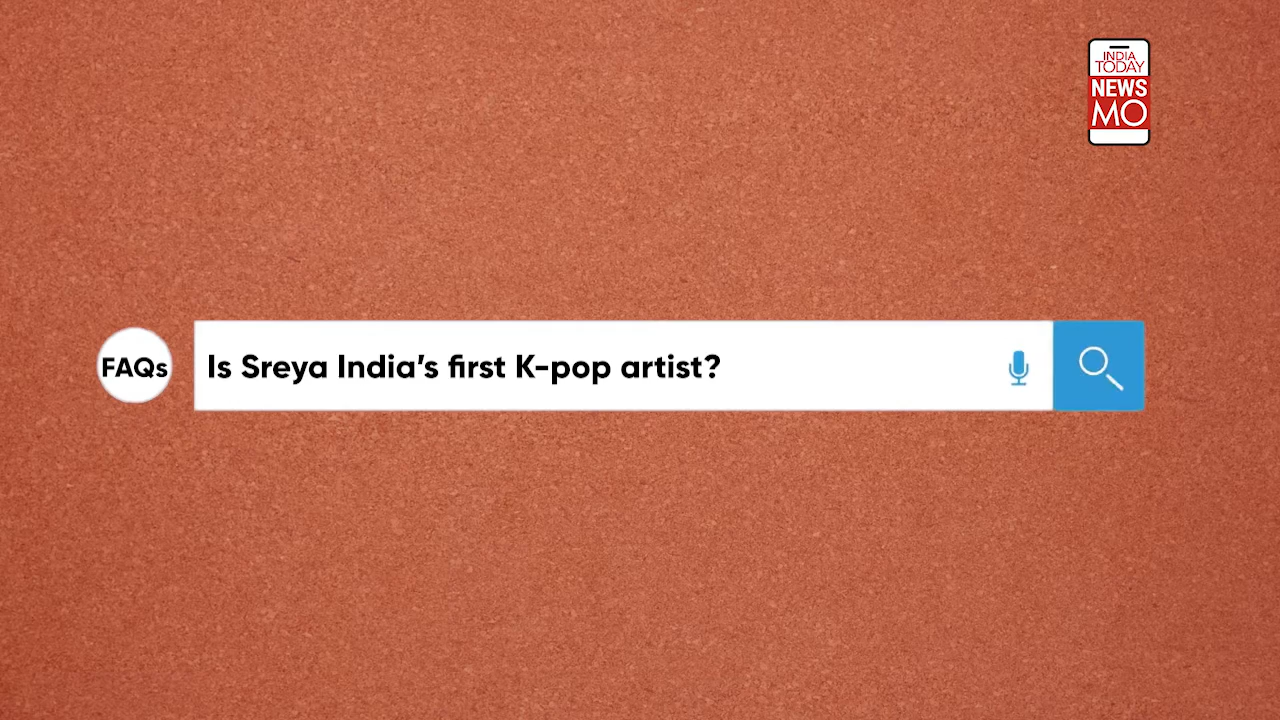 INDIA
TODAY
NEWS
MO
FAQs
Is Sreya India’s first K-pop artist?